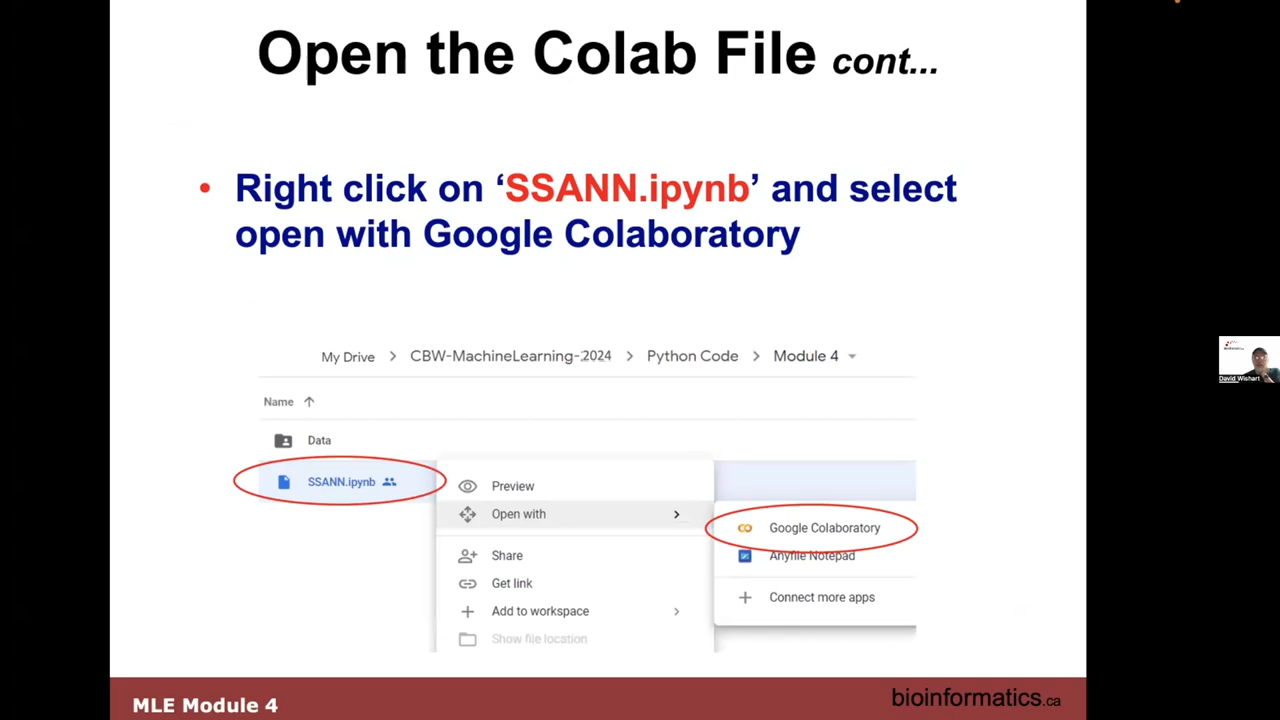 Open the Colab File cont...
• Right click on ‘SSANN.ipynb’ and select
open with Google Colaboratory
My Drive > CBW-MachineLearning-2024 > Python Code > Module 4
Name ↑
Data
SSANN.ipynb
Preview
Open with
Google Colaboratory
Anyfile Notepad
Share
Get link
Connect more apps
Add to workspace
Show file location
David Wishart
MLE Module 4
bioinformatics.ca